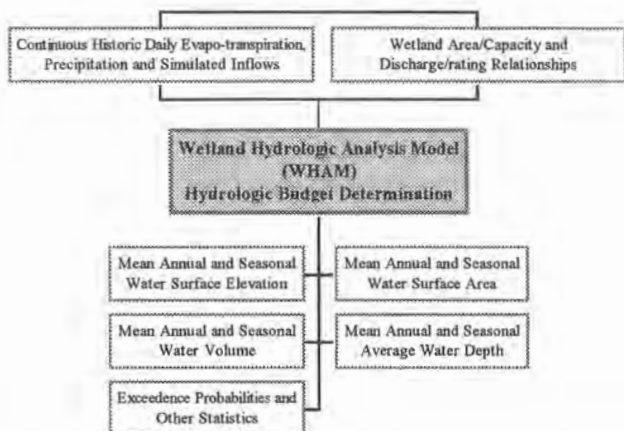 Continuous Historic Daily Evapo-transpiration,
Precipitation and Simulated Inflows
Wetland Area/Capacity and
Discharge/rating Relationships
Wetland Hydrologic Analysis Model
(WHAM)
Hydrologic Budget Determination
Mean Annual and Seasonal
Water Surface Elevation
Mean Annual and Seasonal
Water Surface Area
Mean Annual and Seasonal
Water Volume
Mean Annual and Seasonal
Average Water Depth
Exceedence Probabilities and
Other Statistics